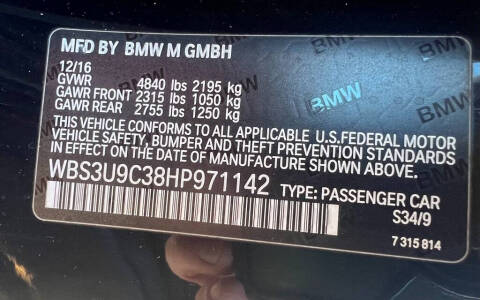 MFD BY BMW M GMBH
12/16
GVWR 4840 lbs 2195 kg
GAWR FRONT 2315 lbs 1050 kg
GAWR REAR 2755 lbs 1250 kg
THIS VEHICLE CONFORMS TO ALL APPLICABLE U.S.FEDERAL MOTOR
VEHICLE SAFETY, BUMPER AND THEFT PREVENTION STANDARDS
IN EFFECT ON THE DATE OF MANUFACTURE SHOWN ABOVE.
WBS3U9C38HP971142 TYPE: PASSENGER CAR
S34/9
7 315 814
BMW
BMW